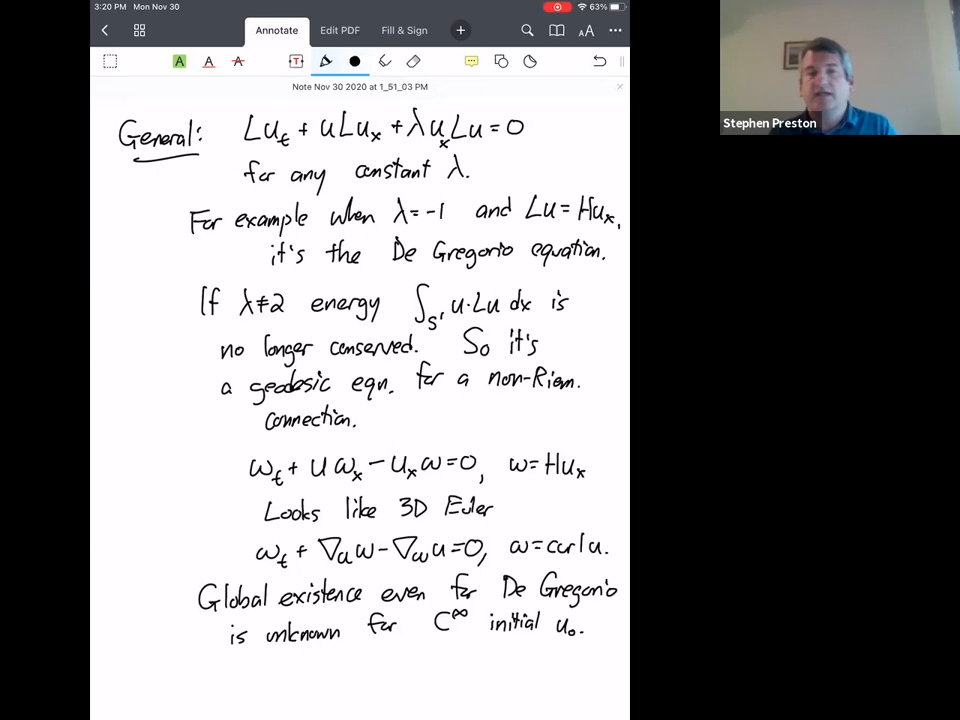 3:20 PM Mon Nov 30
63%
Annotate Edit PDF Fill & Sign +
AA
A A A T
Note Nov 30 2020 at 1_51_03 PM
Stephen Preston
General: Lu_t + uLu_x + λu_xLu = 0
for any constant λ.
For example when λ = -1 and Lu = Hu_x,
it's the De Gregorio equation.
If λ ≠ 2 energy ∫_{S^1} u·Lu dx is
no longer conserved. So it's
a geodesic eqn. for a non-Riem.
connection.
ω_t + uω_x - u_xω = 0, ω = Hu_x
Looks like 3D Euler
ω_t + ∇_uω - ∇_ωu = 0, ω = curl u.
Global existence even for De Gregorio
is unknown for C^∞ initial u_0.